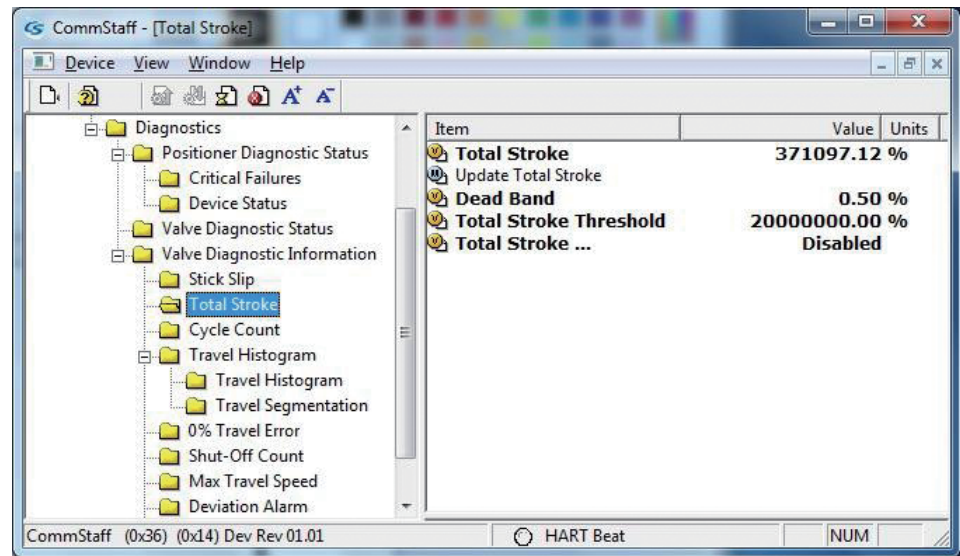 CommStaff - [Total Stroke]
Device View Window Help
Diagnostics
Positioner Diagnostic Status
Critical Failures
Device Status
Valve Diagnostic Status
Valve Diagnostic Information
Stick Slip
Total Stroke
Cycle Count
Travel Histogram
Travel Histogram
Travel Segmentation
0% Travel Error
Shut-Off Count
Max Travel Speed
Deviation Alarm
Item Value Units
Total Stroke 371097.12 %
Update Total Stroke
Dead Band 0.50 %
Total Stroke Threshold 20000000.00 %
Total Stroke ... Disabled
CommStaff (0x36) (0x14) Dev Rev 01.01 HART Beat NUM